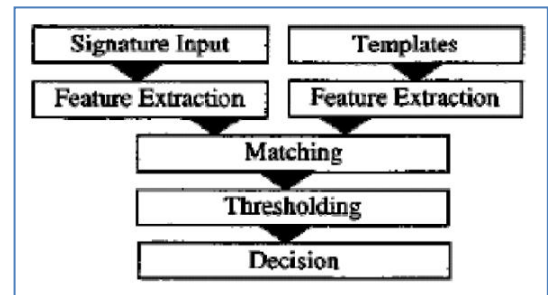 Signature Input
Templates
Feature Extraction
Feature Extraction
Matching
Thresholding
Decision